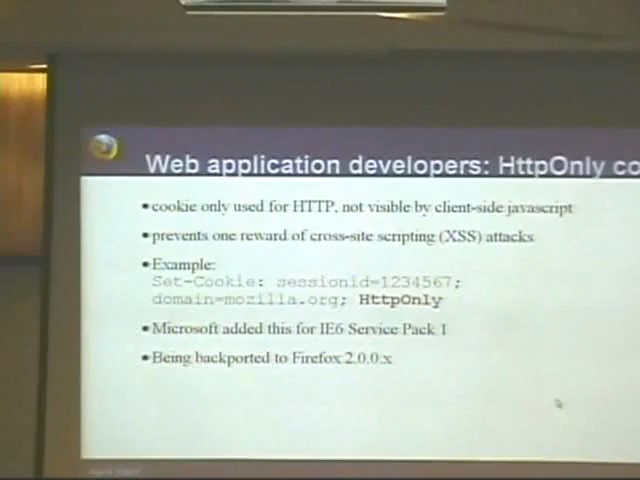 Web application developers: HttpOnly co
•cookie only used for HTTP, not visible by client-side javascript
•prevents one reward of cross-site scripting (XSS) attacks
•Example:
Set-Cookie: sessionid=1234567;
domain=mozilla.org; HttpOnly
•Microsoft added this for IE6 Service Pack 1
•Being backported to Firefox 2.0.0.x